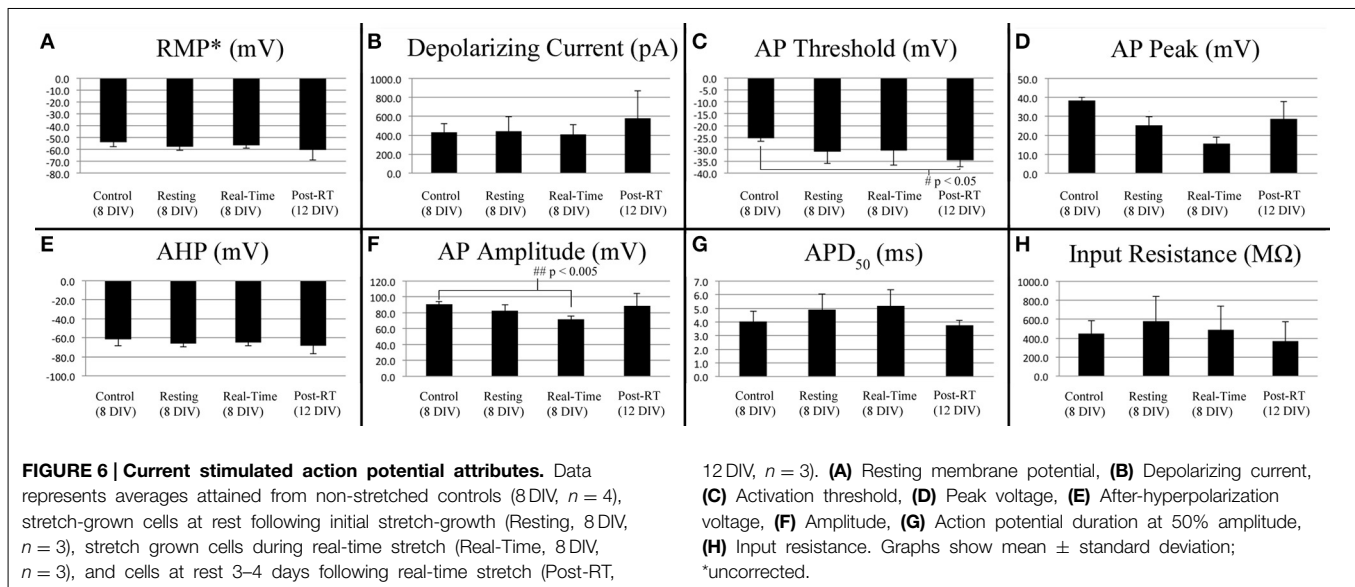 A
RMP* (mV)
0.0
-10.0
-20.0
-30.0
-40.0
-50.0
-60.0
-70.0
-80.0
Control Resting Real-Time Post-RT
(8 DIV) (8 DIV) (8 DIV) (12 DIV)
B
Depolarizing Current (pA)
1000.0
800.0
600.0
400.0
200.0
0.0
Control Resting Real-Time Post-RT
(8 DIV) (8 DIV) (8 DIV) (12 DIV)
C
AP Threshold (mV)
0.0
-5.0
-10.0
-15.0
-20.0
-25.0
-30.0
-35.0
-40.0
# p < 0.05
Control Resting Real-Time Post-RT
(8 DIV) (8 DIV) (8 DIV) (12 DIV)
D
AP Peak (mV)
50.0
40.0
30.0
20.0
10.0
0.0
Control Resting Real-Time Post-RT
(8 DIV) (8 DIV) (8 DIV) (12 DIV)
E
AHP (mV)
0.0
-20.0
-40.0
-60.0
-80.0
-100.0
Control Resting Real-Time Post-RT
(8 DIV) (8 DIV) (8 DIV) (12 DIV)
F
AP Amplitude (mV)
## p < 0.005
120.0
100.0
80.0
60.0
40.0
20.0
0.0
Control Resting Real-Time Post-RT
(8 DIV) (8 DIV) (8 DIV) (12 DIV)
G
APD50 (ms)
7.0
6.0
5.0
4.0
3.0
2.0
1.0
0.0
Control Resting Real-Time Post-RT
(8 DIV) (8 DIV) (8 DIV) (12 DIV)
H
Input Resistance (MΩ)
1000.0
800.0
600.0
400.0
200.0
0.0
Control Resting Real-Time Post-RT
(8 DIV) (8 DIV) (8 DIV) (12 DIV)
FIGURE 6 | Current stimulated action potential attributes. Data
represents averages attained from non-stretched controls (8 DIV, n = 4),
stretch-grown cells at rest following initial stretch-growth (Resting, 8 DIV,
n = 3), stretch grown cells during real-time stretch (Real-Time, 8 DIV,
n = 3), and cells at rest 3–4 days following real-time stretch (Post-RT,
12 DIV, n = 3). (A) Resting membrane potential, (B) Depolarizing current,
(C) Activation threshold, (D) Peak voltage, (E) After-hyperpolarization
voltage, (F) Amplitude, (G) Action potential duration at 50% amplitude,
(H) Input resistance. Graphs show mean ± standard deviation;
*uncorrected.